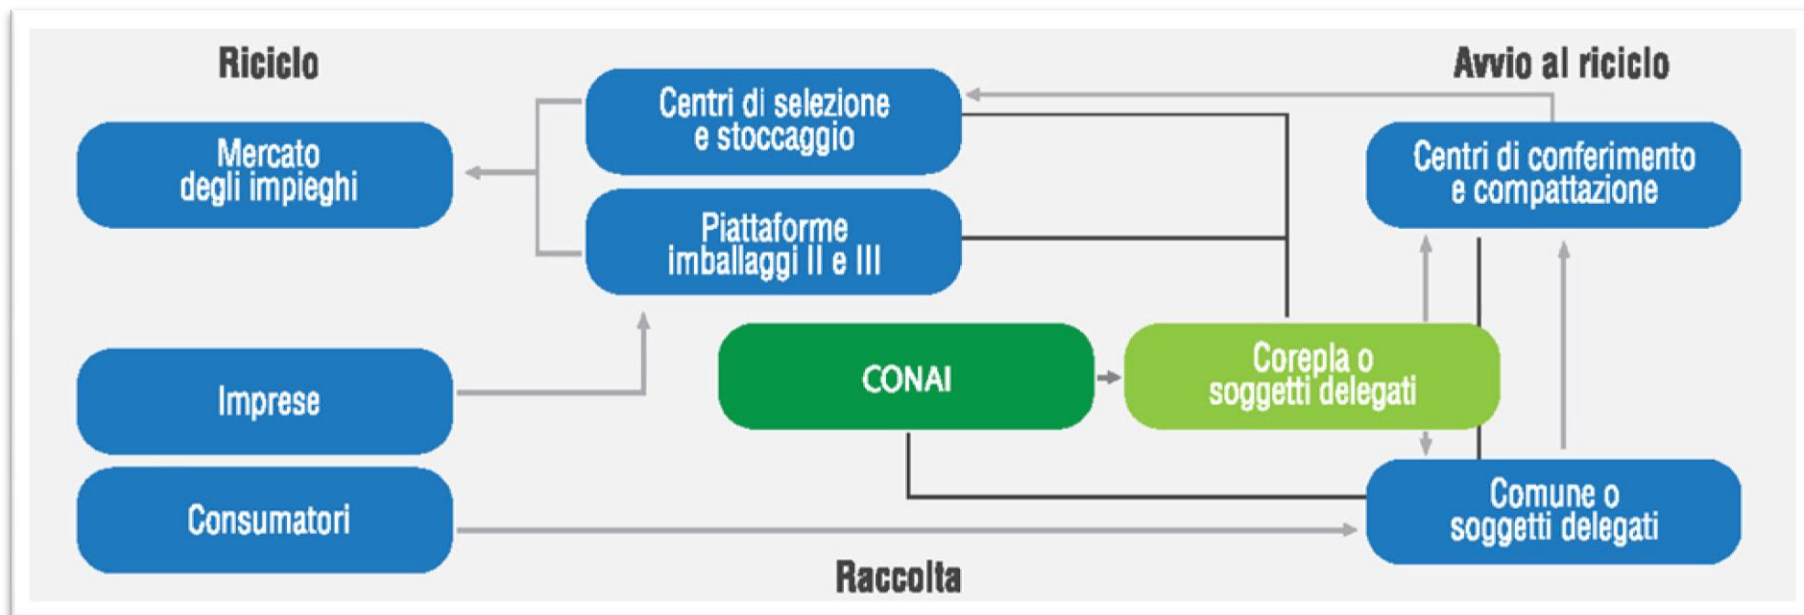 Riciclo
Avvio al riciclo
Centri di selezione
e stoccaggio
Mercato
degli impieghi
Centri di conferimento
e compattazione
Piattaforme
imballaggi II e III
Imprese
CONAI
Corepla o
soggetti delegati
Consumatori
Comune o
soggetti delegati
Raccolta